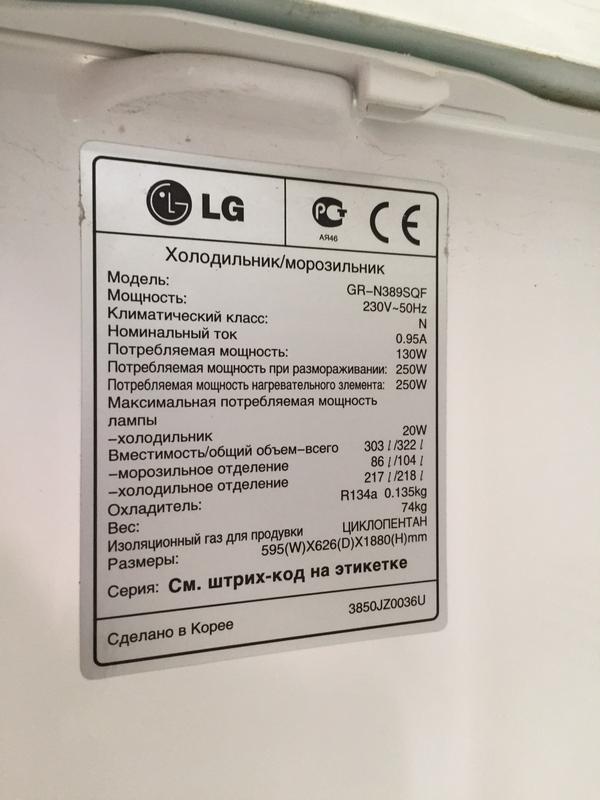 LG
РСТ
CE
АЯ46
Холодильник/морозильник
Модель: GR-N389SQF
Мощность: 230V~50Hz
Климатический класс: N
Номинальный ток 0.95A
Потребляемая мощность: 130W
Потребляемая мощность при размораживании: 250W
Потребляемая мощность нагревательного элемента: 250W
Максимальная потребляемая мощность
лампы
-холодильник 20W
Вместимость/общий объем-всего 303 l/322 l
-морозильное отделение 86 l/104 l
-холодильное отделение 217 l/218 l
Охладитель: R134a 0.135kg
Вес: 74kg
Изоляционый газ для продувки ЦИКЛОПЕНТАН
Размеры: 595(W)X626(D)X1880(H)mm
Серия: См. штрих-код на этикетке
Сделано в Корее 3850JZ0036U